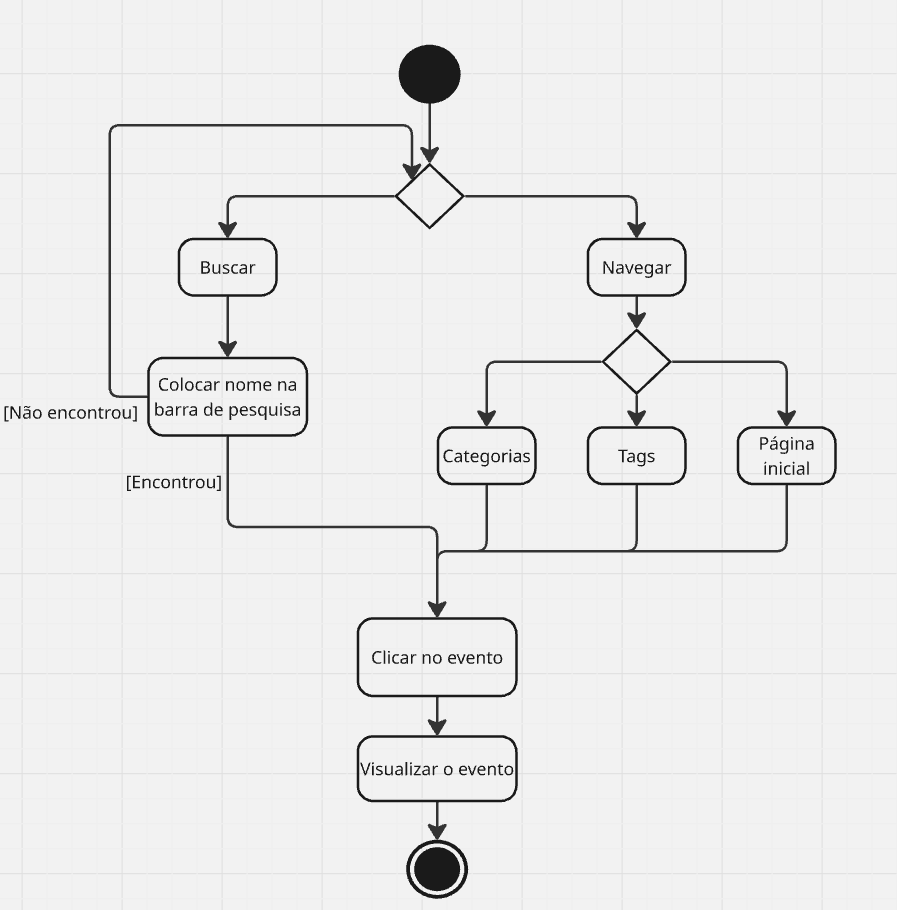 Buscar
Navegar
Colocar nome na
barra de pesquisa
[Não encontrou]
Categorias
Tags
Página
inicial
[Encontrou]
Clicar no evento
Visualizar o evento